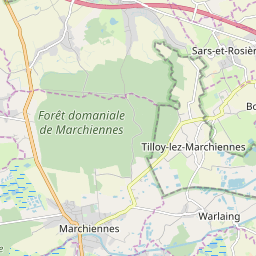 Sars-et-Rosièr
Bo
Forêt domaniale
de Marchiennes
Tilloy-lez-Marchiennes
Warlaing
Marchiennes